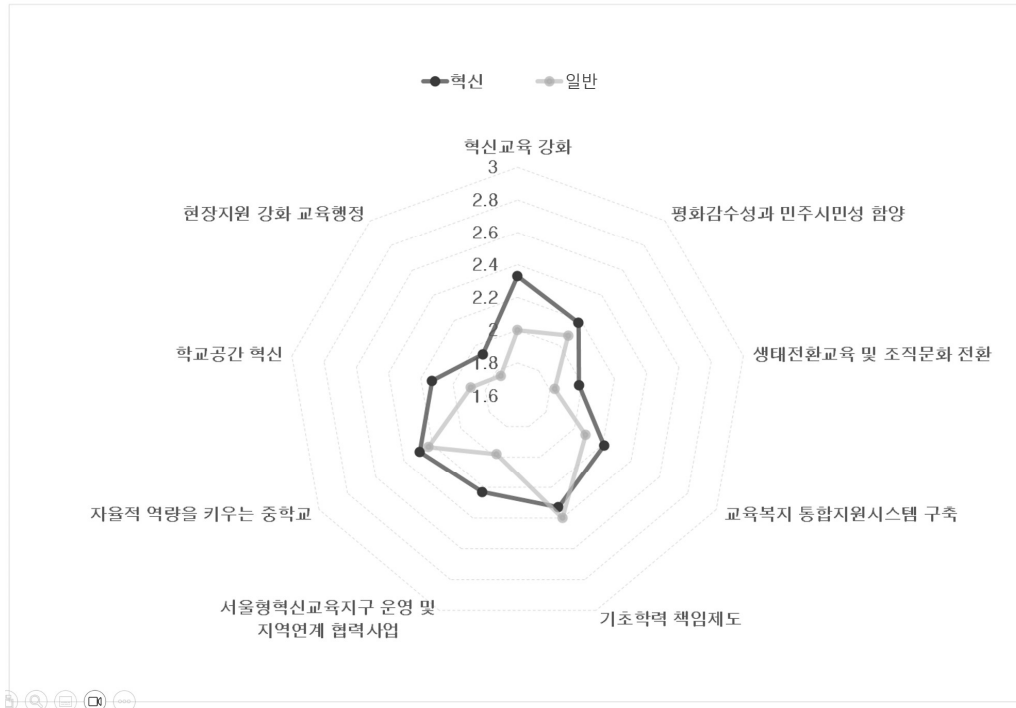 혁신 일반
혁신교육 강화
3
현장지원 강화 교육행정
평화감수성과 민주시민성 함양
2.8
2.6
2.4
2.2
2
학교공간 혁신
생태전환교육 및 조직문화 전환
1.8
1.6
자율적 역량을 키우는 중학교
교육복지 통합지원시스템 구축
서울형혁신교육지구 운영 및
지역연계 협력사업
기초학력 책임제도